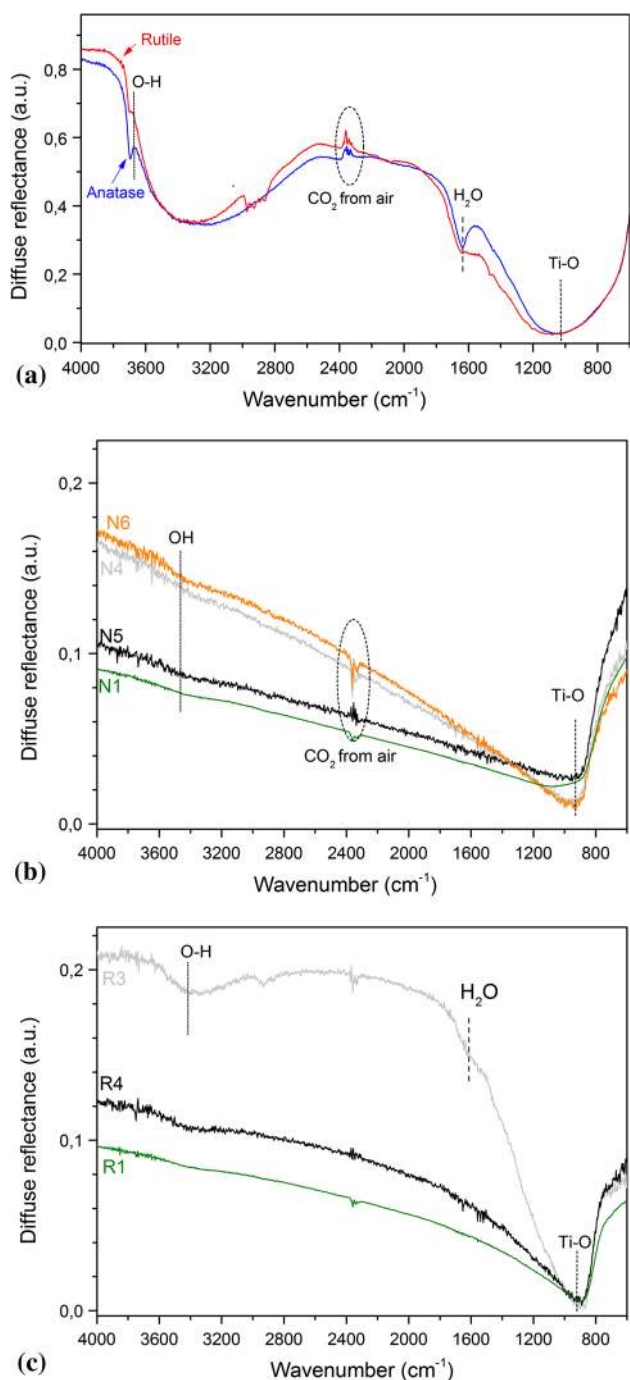 Rutile
O-H
Anatase
CO2 from air
H2O
Ti-O
Diffuse reflectance (a.u.)
0,8
0,6
0,4
0,2
0,0
4000 3600 3200 2800 2400 2000 1600 1200 800
Wavenumber (cm-1)
(a)
0,2
N6
OH
N4
Diffuse reflectance (a.u.)
0,1
N5
N1
CO2 from air
Ti-O
0,0
4000 3600 3200 2800 2400 2000 1600 1200 800
Wavenumber (cm-1)
(b)
O-H
0,2
R3
H2O
Diffuse reflectance (a.u.)
R4
0,1
R1
Ti-O
0,0
4000 3600 3200 2800 2400 2000 1600 1200 800
Wavenumber (cm-1)
(c)